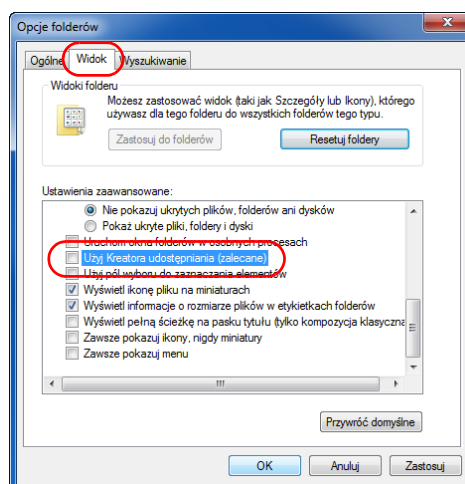 Opcje folderów
Ogólne Widok Wyszukiwanie
Widoki folderu
Możesz zastosować widok (taki jak Szczegóły lub Ikony), którego
używasz dla tego folderu do wszystkich folderów tego typu.
Zastosuj do folderów Resetuj foldery
Ustawienia zaawansowane:
Nie pokazuj ukrytych plików, folderów ani dysków
Pokaż ukryte pliki, foldery i dyski
Uruchom okna folderów w osobnych procesach
Użyj Kreatora udostępniania (zalecane)
Użyj pól wyboru do zaznaczania elementów
Wyświetl ikonę pliku na miniaturach
Wyświetl informacje o rozmiarze plików w etykietkach folderów
Wyświetl pełną ścieżkę na pasku tytułu (tylko kompozycja klasyczna
Zawsze pokazuj ikony, nigdy miniatury
Zawsze pokazuj menu
Przywróć domyślne
OK Anuluj Zastosuj